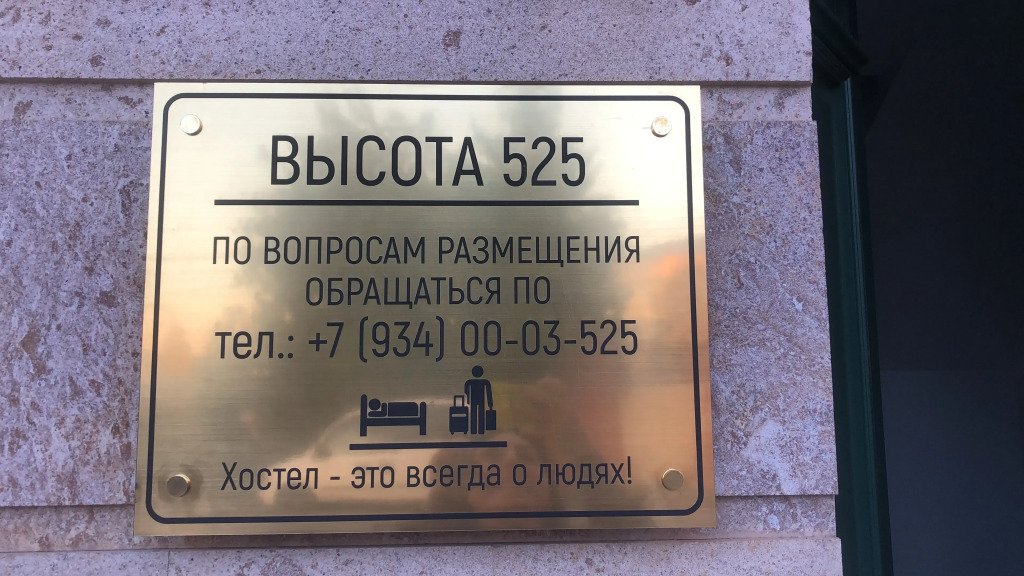 ВЫСОТА 525
ПО ВОПРОСАМ РАЗМЕЩЕНИЯ
ОБРАЩАТЬСЯ ПО
тел.: +7 (934) 00-03-525
Хостел - это всегда о людях!